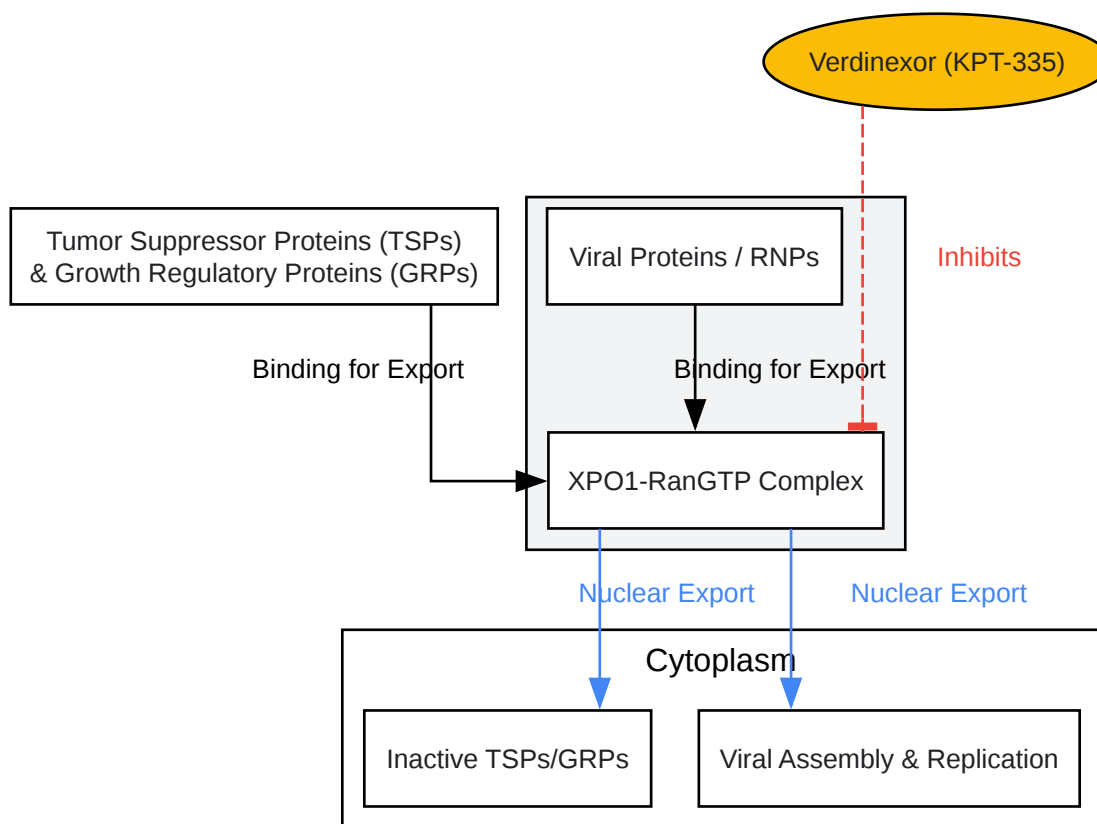 Verdinexor (KPT-335)
Tumor Suppressor Proteins (TSPs)
& Growth Regulatory Proteins (GRPs)
Viral Proteins / RNPs
Inhibits
Binding for Export
Binding for Export
XPO1-RanGTP Complex
Nuclear Export
Nuclear Export
Cytoplasm
Inactive TSPs/GRPs
Viral Assembly & Replication